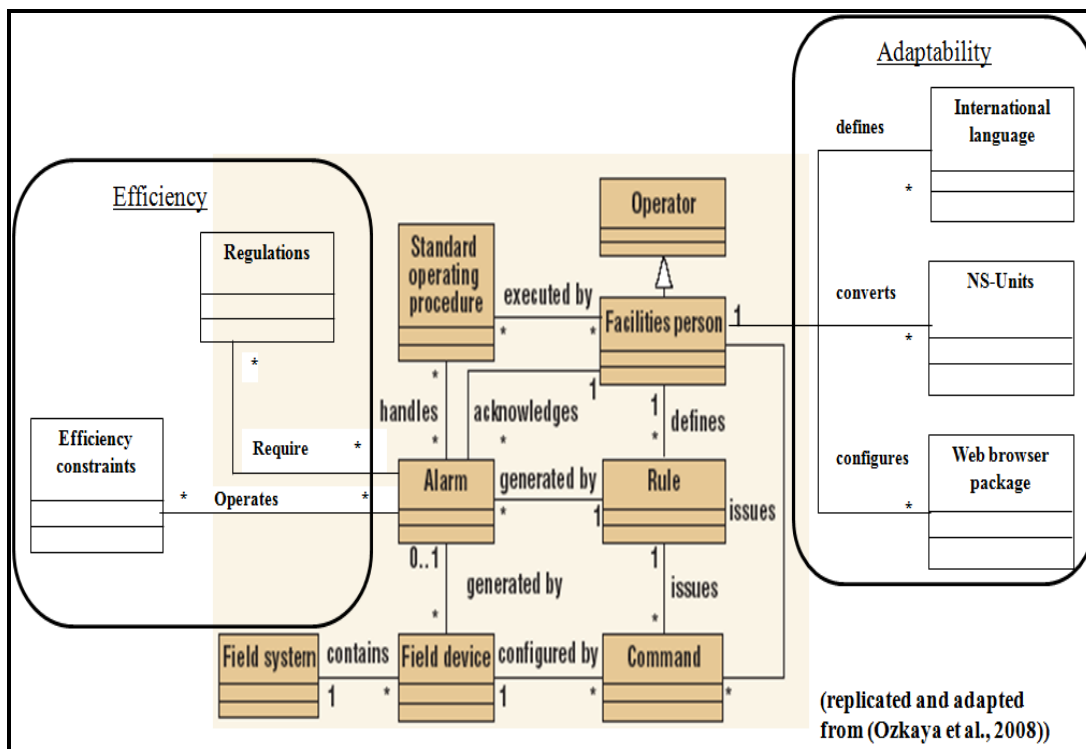 Adaptability
International
language
defines
*
NS-Units
converts
*
Web browser
package
configures
*
Efficiency
Regulations
*
Require *
Efficiency
constraints
* Operates *
Operator
Standard
operating
procedure
executed by
* *
Facilities person
1
*
handles
*
acknowledges
1
*
1
defines
*
Alarm
generated by
* 1
Rule
issues
0..1
generated by
*
1
issues
*
Field system
contains
1 *
Field device
configured by
1 *
Command
*
(replicated and adapted
from (Ozkaya et al., 2008))